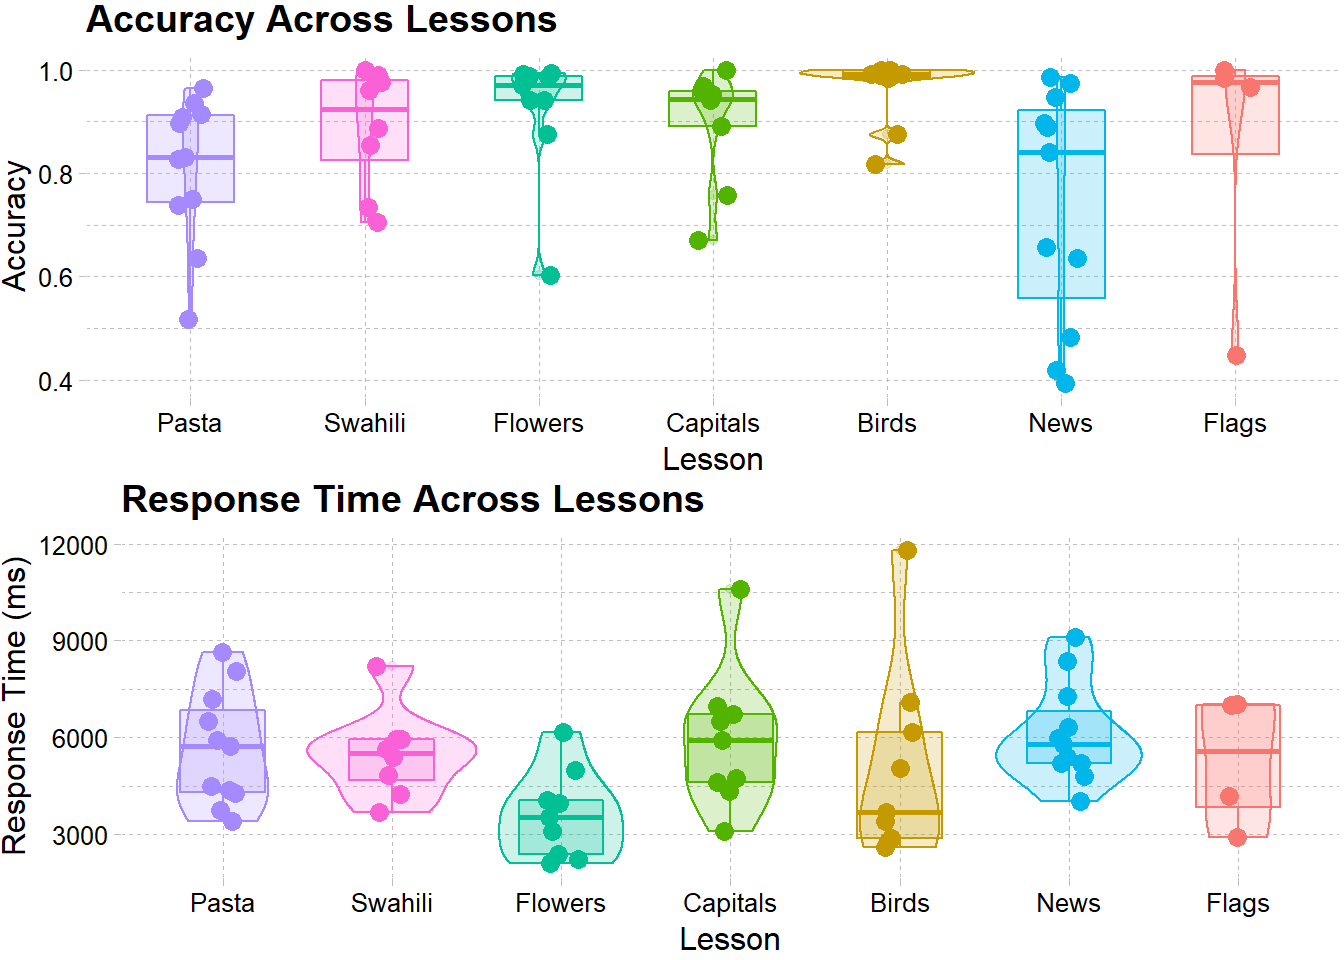 Accuracy Across Lessons
Accuracy
1.0
0.8
0.6
0.4
Pasta Swahili Flowers Capitals Birds News Flags
Lesson
Response Time Across Lessons
Response Time (ms)
12000
9000
6000
3000
Pasta Swahili Flowers Capitals Birds News Flags
Lesson